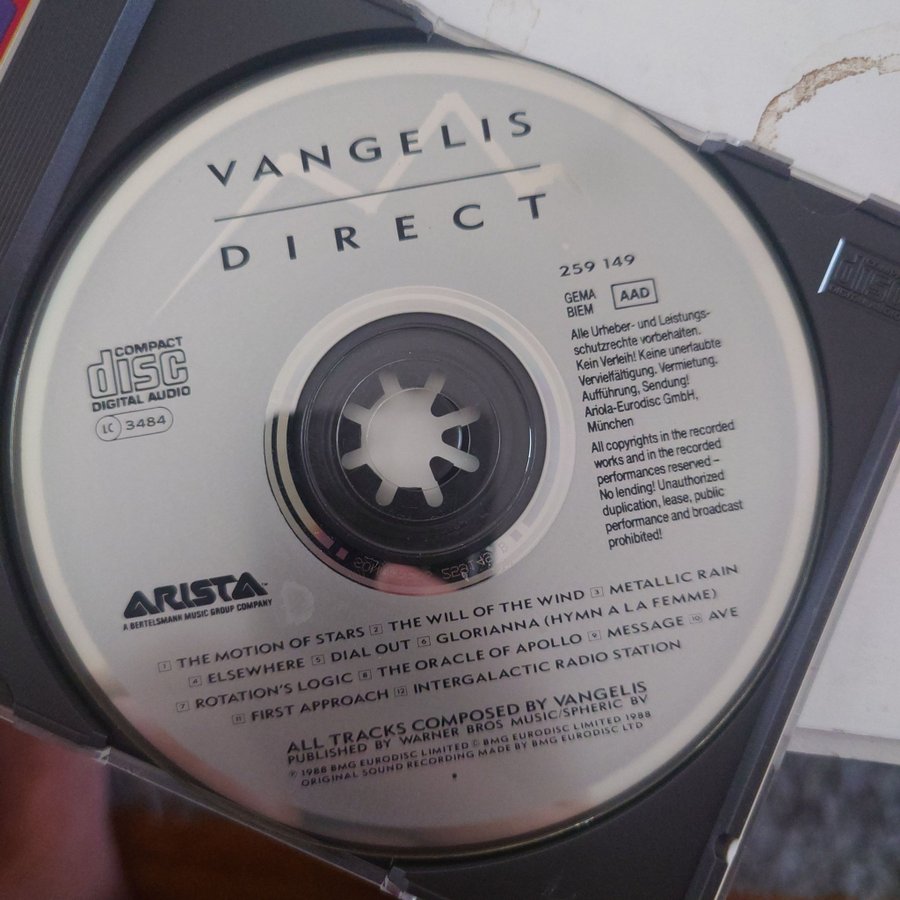 VANGELIS
DIRECT
259 149
GEMA
BIEM
AAD
Alle Urheber- und Leistungs-
schutzrechte vorbehalten.
Kein Verleih! Keine unerlaubte
Vervielfältigung. Vermietung,
Aufführung, Sendung!
Ariola-Eurodisc GmbH,
München
All copyrights in the recorded
works and in the recorded
performances reserved –
No lending! Unauthorized
duplication, lease, public
performance and broadcast
prohibited!
COMPACT
disc
DIGITAL AUDIO
LC 3484
ARISTA™
A BERTELSMANN MUSIC GROUP COMPANY
1 THE MOTION OF STARS 2 THE WILL OF THE WIND 3 METALLIC RAIN
4 ELSEWHERE 5 DIAL OUT 6 GLORIANNA (HYMN A LA FEMME)
7 ROTATION'S LOGIC 8 THE ORACLE OF APOLLO 9 MESSAGE 10 AVE
11 FIRST APPROACH 12 INTERGALACTIC RADIO STATION
ALL TRACKS COMPOSED BY VANGELIS
PUBLISHED BY WARNER BROS MUSIC/SPHERIC BV
℗ 1988 BMG EURODISC LIMITED © BMG EURODISC LIMITED 1988
ORIGINAL SOUND RECORDING MADE BY BMG EURODISC LTD